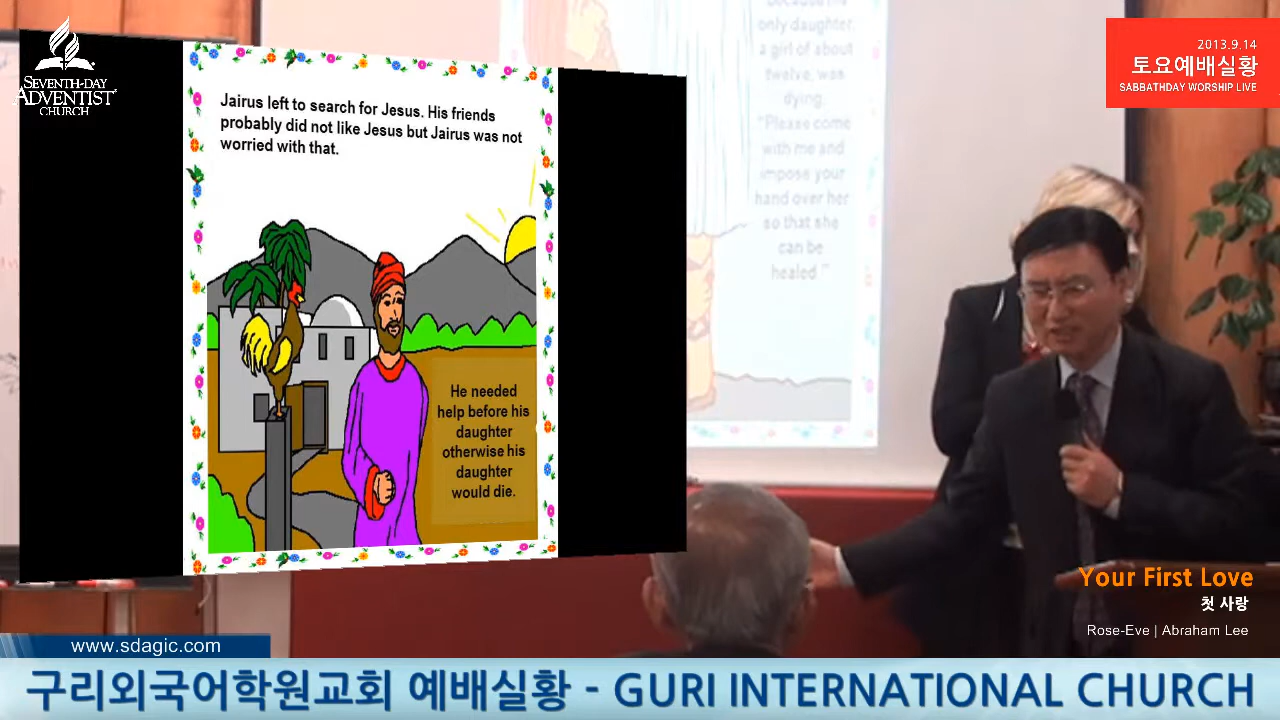 SEVENTH-DAY
ADVENTIST
CHURCH
Jairus left to search for Jesus. His friends
probably did not like Jesus but Jairus was not
worried with that.
He needed
help before his
daughter
otherwise his
daughter
would die.
only daughter,
a girl of about
twelve, was
dying.
"Please come
with me and
impose your
hand over her
so that she
can be
healed."
2013.9.14
토요예배실황
SABBATHDAY WORSHIP LIVE
Your First Love
첫 사랑
Rose-Eve | Abraham Lee
www.sdagic.com
구리외국어학원교회 예배실황 - GURI INTERNATIONAL CHURCH